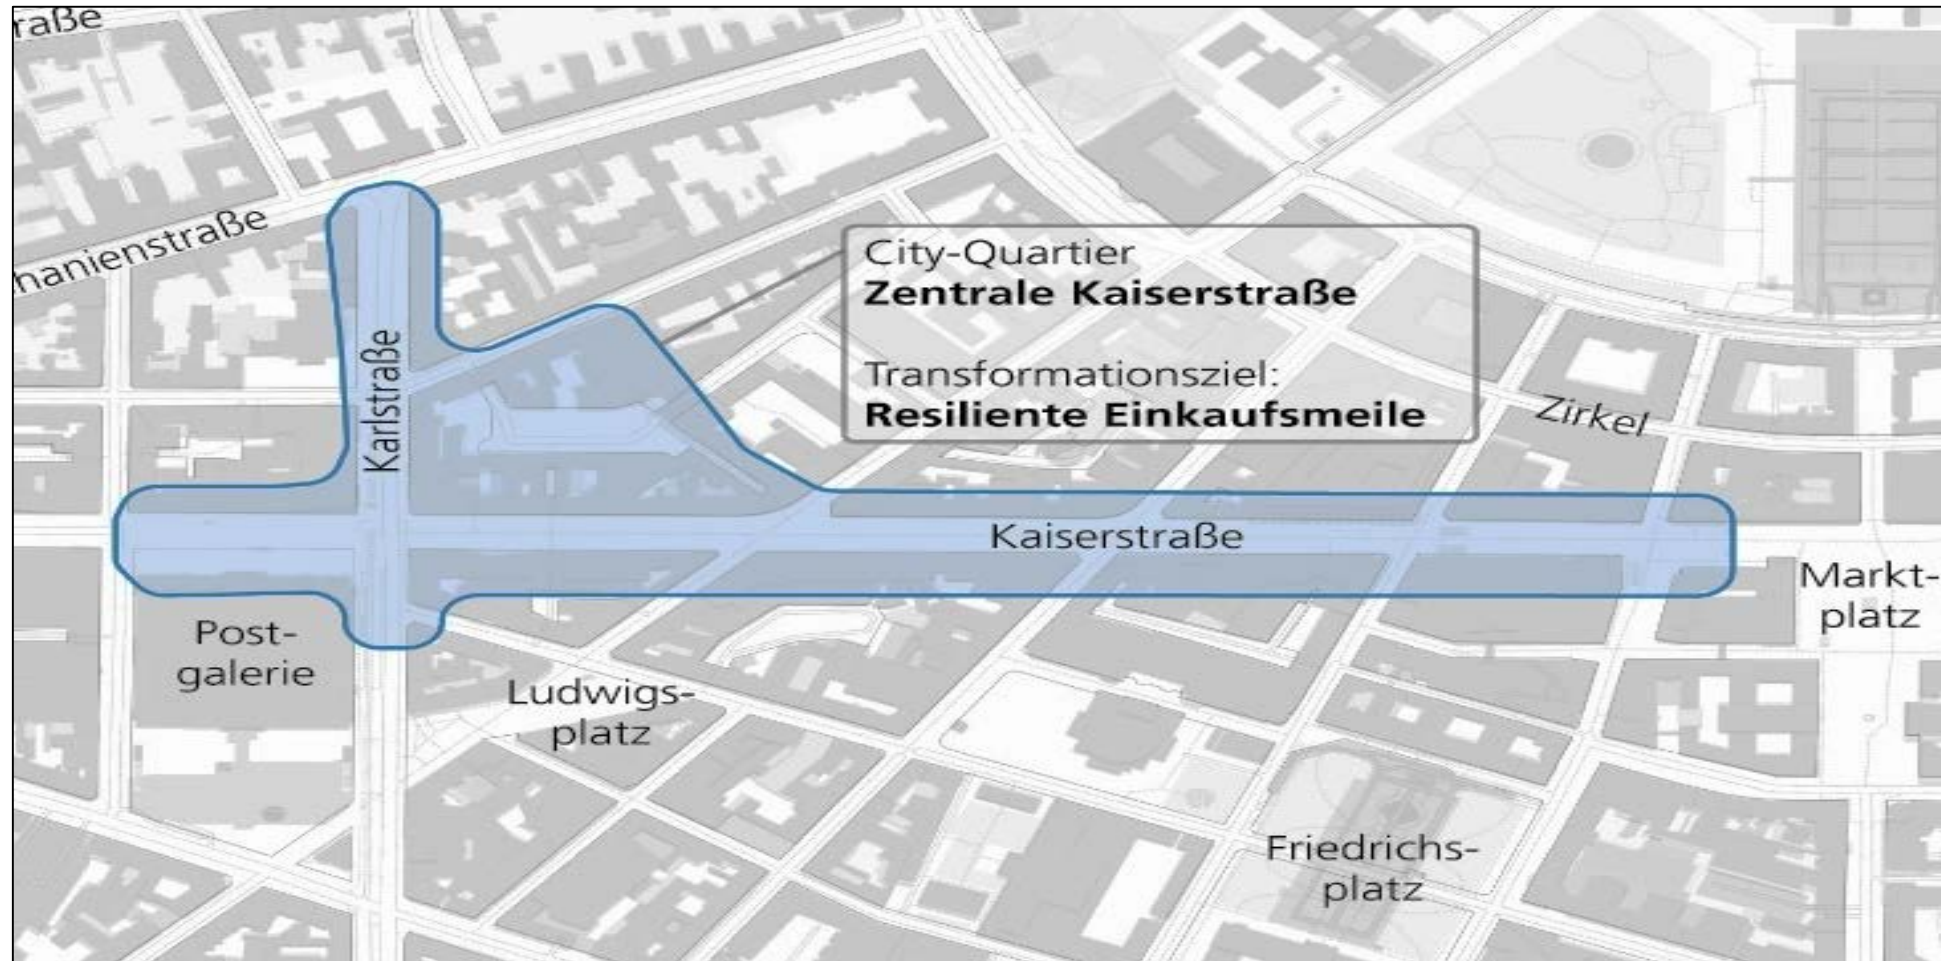 raße
hanienstraße
City-Quartier
Zentrale Kaiserstraße
Transformationsziel:
Resiliente Einkaufsmeile
Karlstraße
Zirkel
Kaiserstraße
Markt-
platz
Post-
galerie
Ludwigs-
platz
Friedrichs-
platz